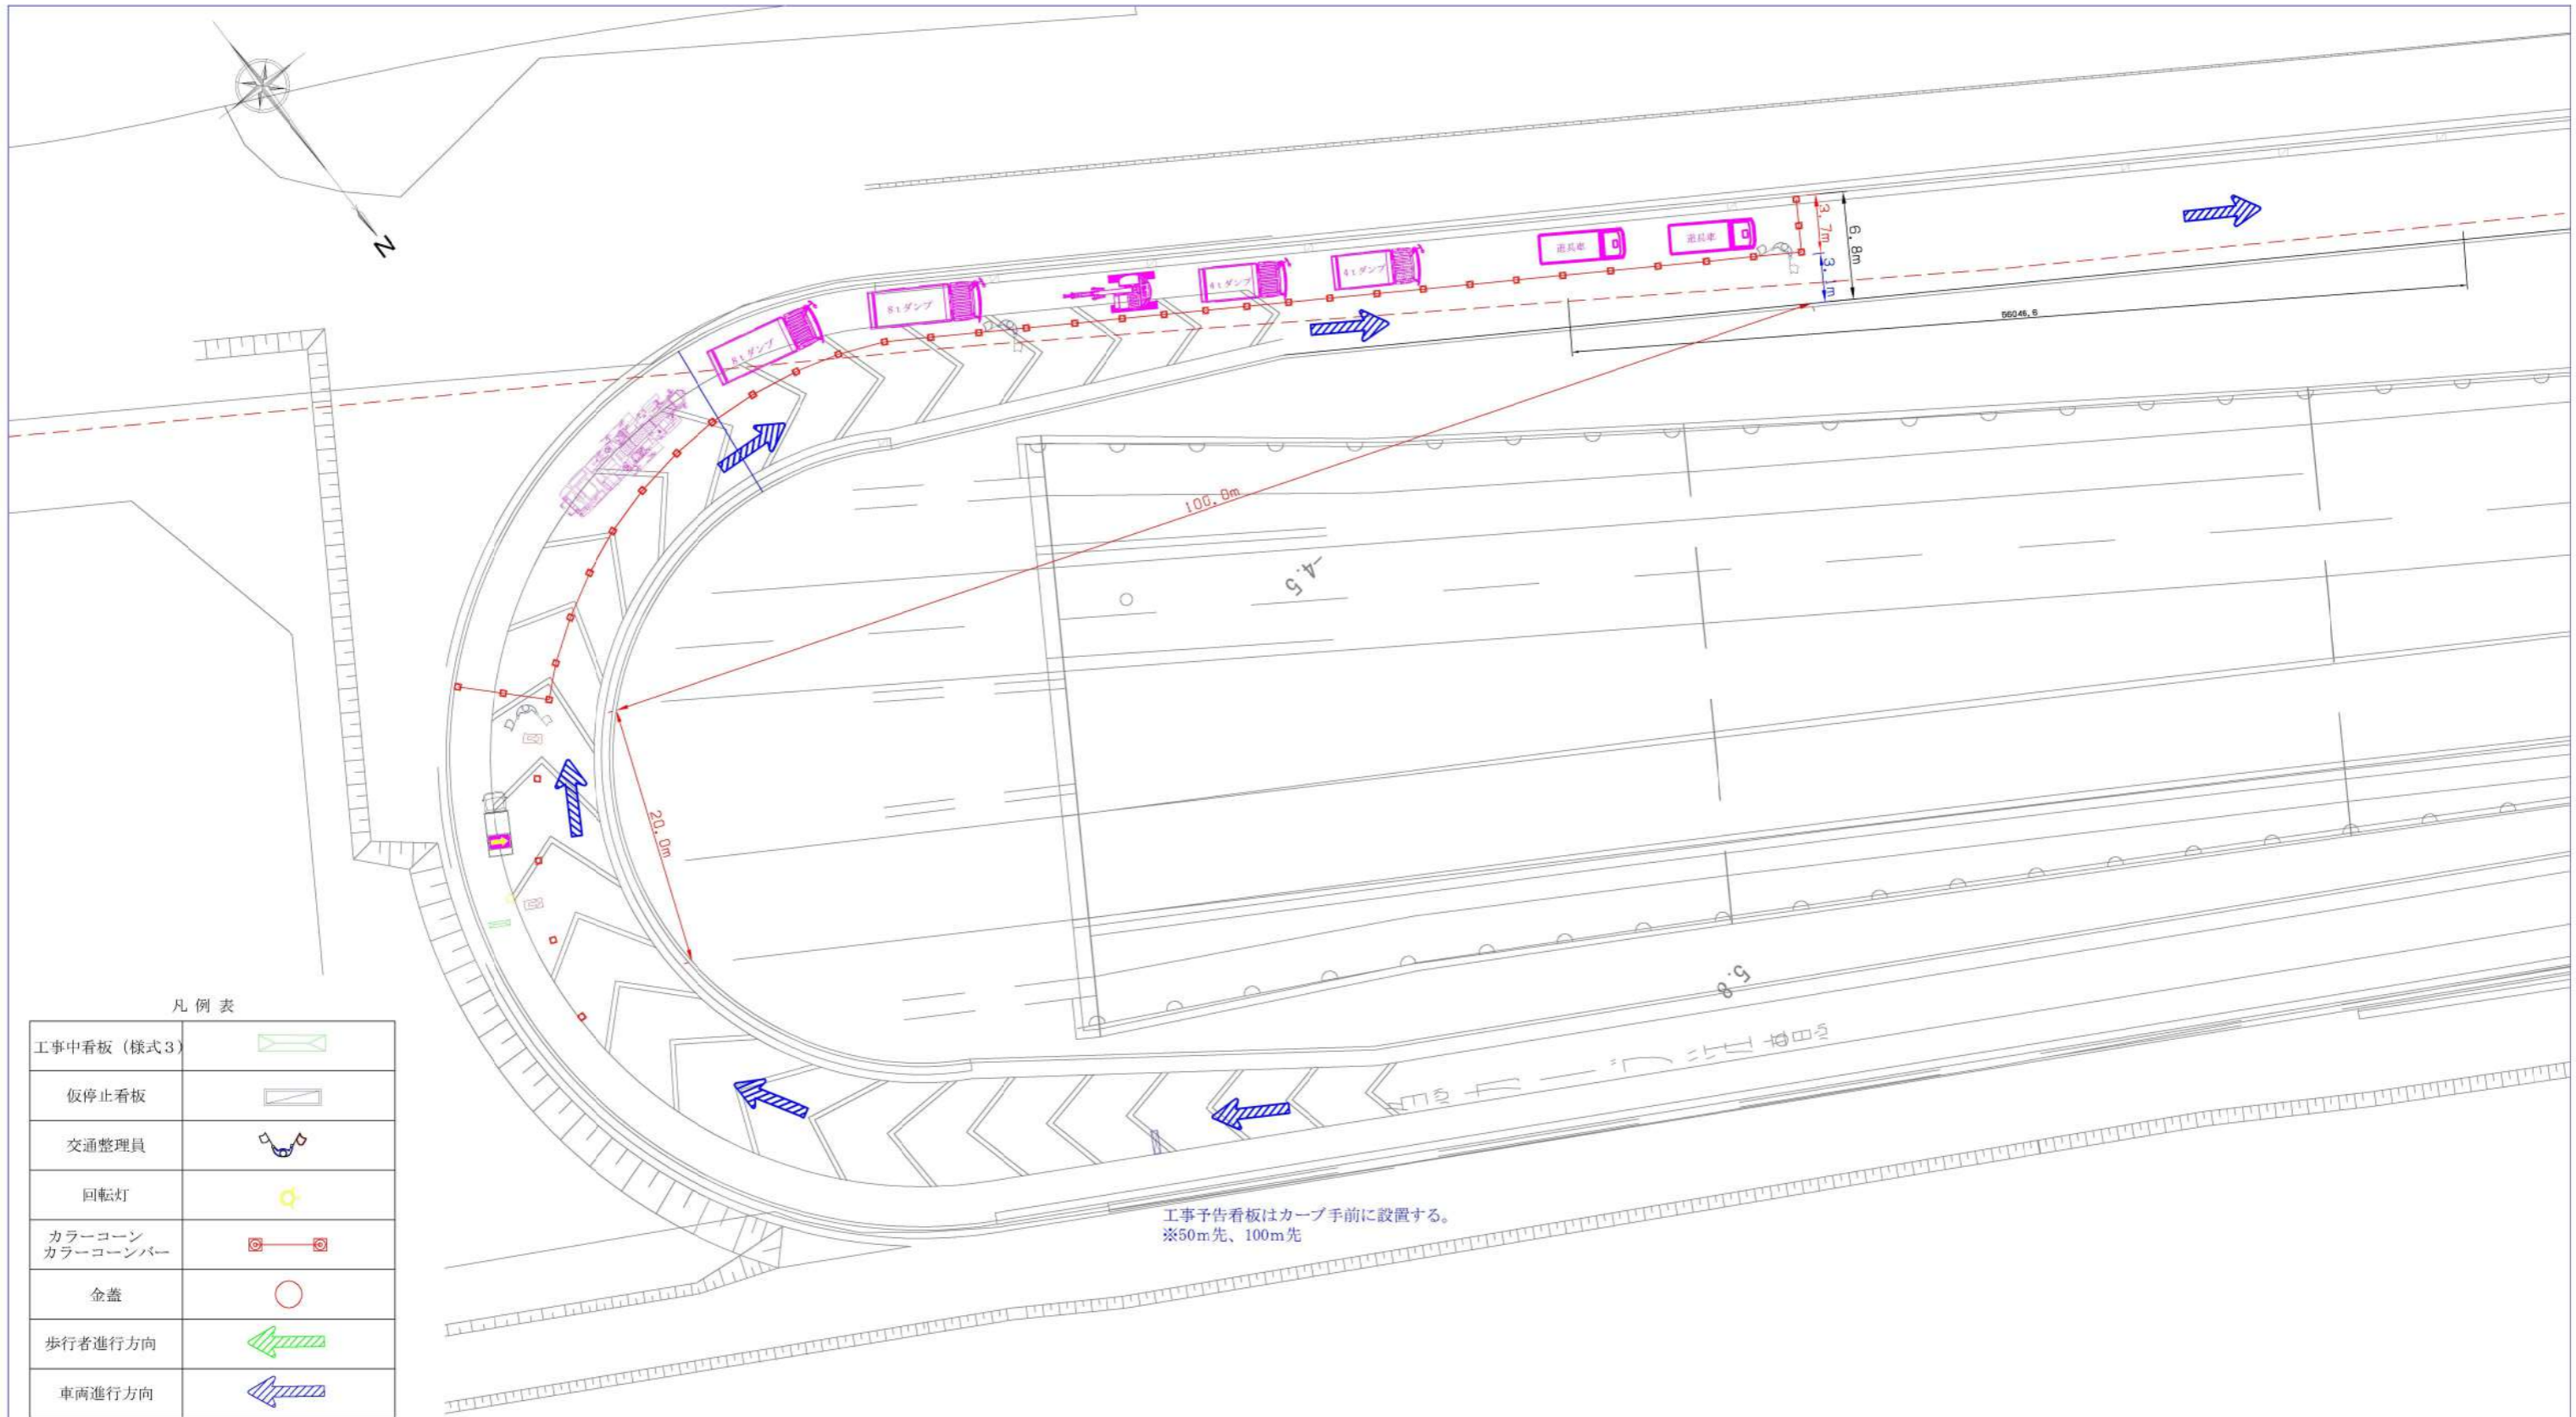 N
8ｔダンプ
8ｔダンプ
4ｔダンプ
4ｔダンプ
道具車
道具車
3.7m
6.8m
3.1m
56046.6
100.0m
-4.5
20.0m
5.8
凡例表
工事中看板（様式3）
仮停止看板
交通整理員
回転灯
カラーコーン
カラーコーンバー
金蓋
歩行者進行方向
車両進行方向
工事予告看板はカーブ手前に設置する。
※50m先、100m先